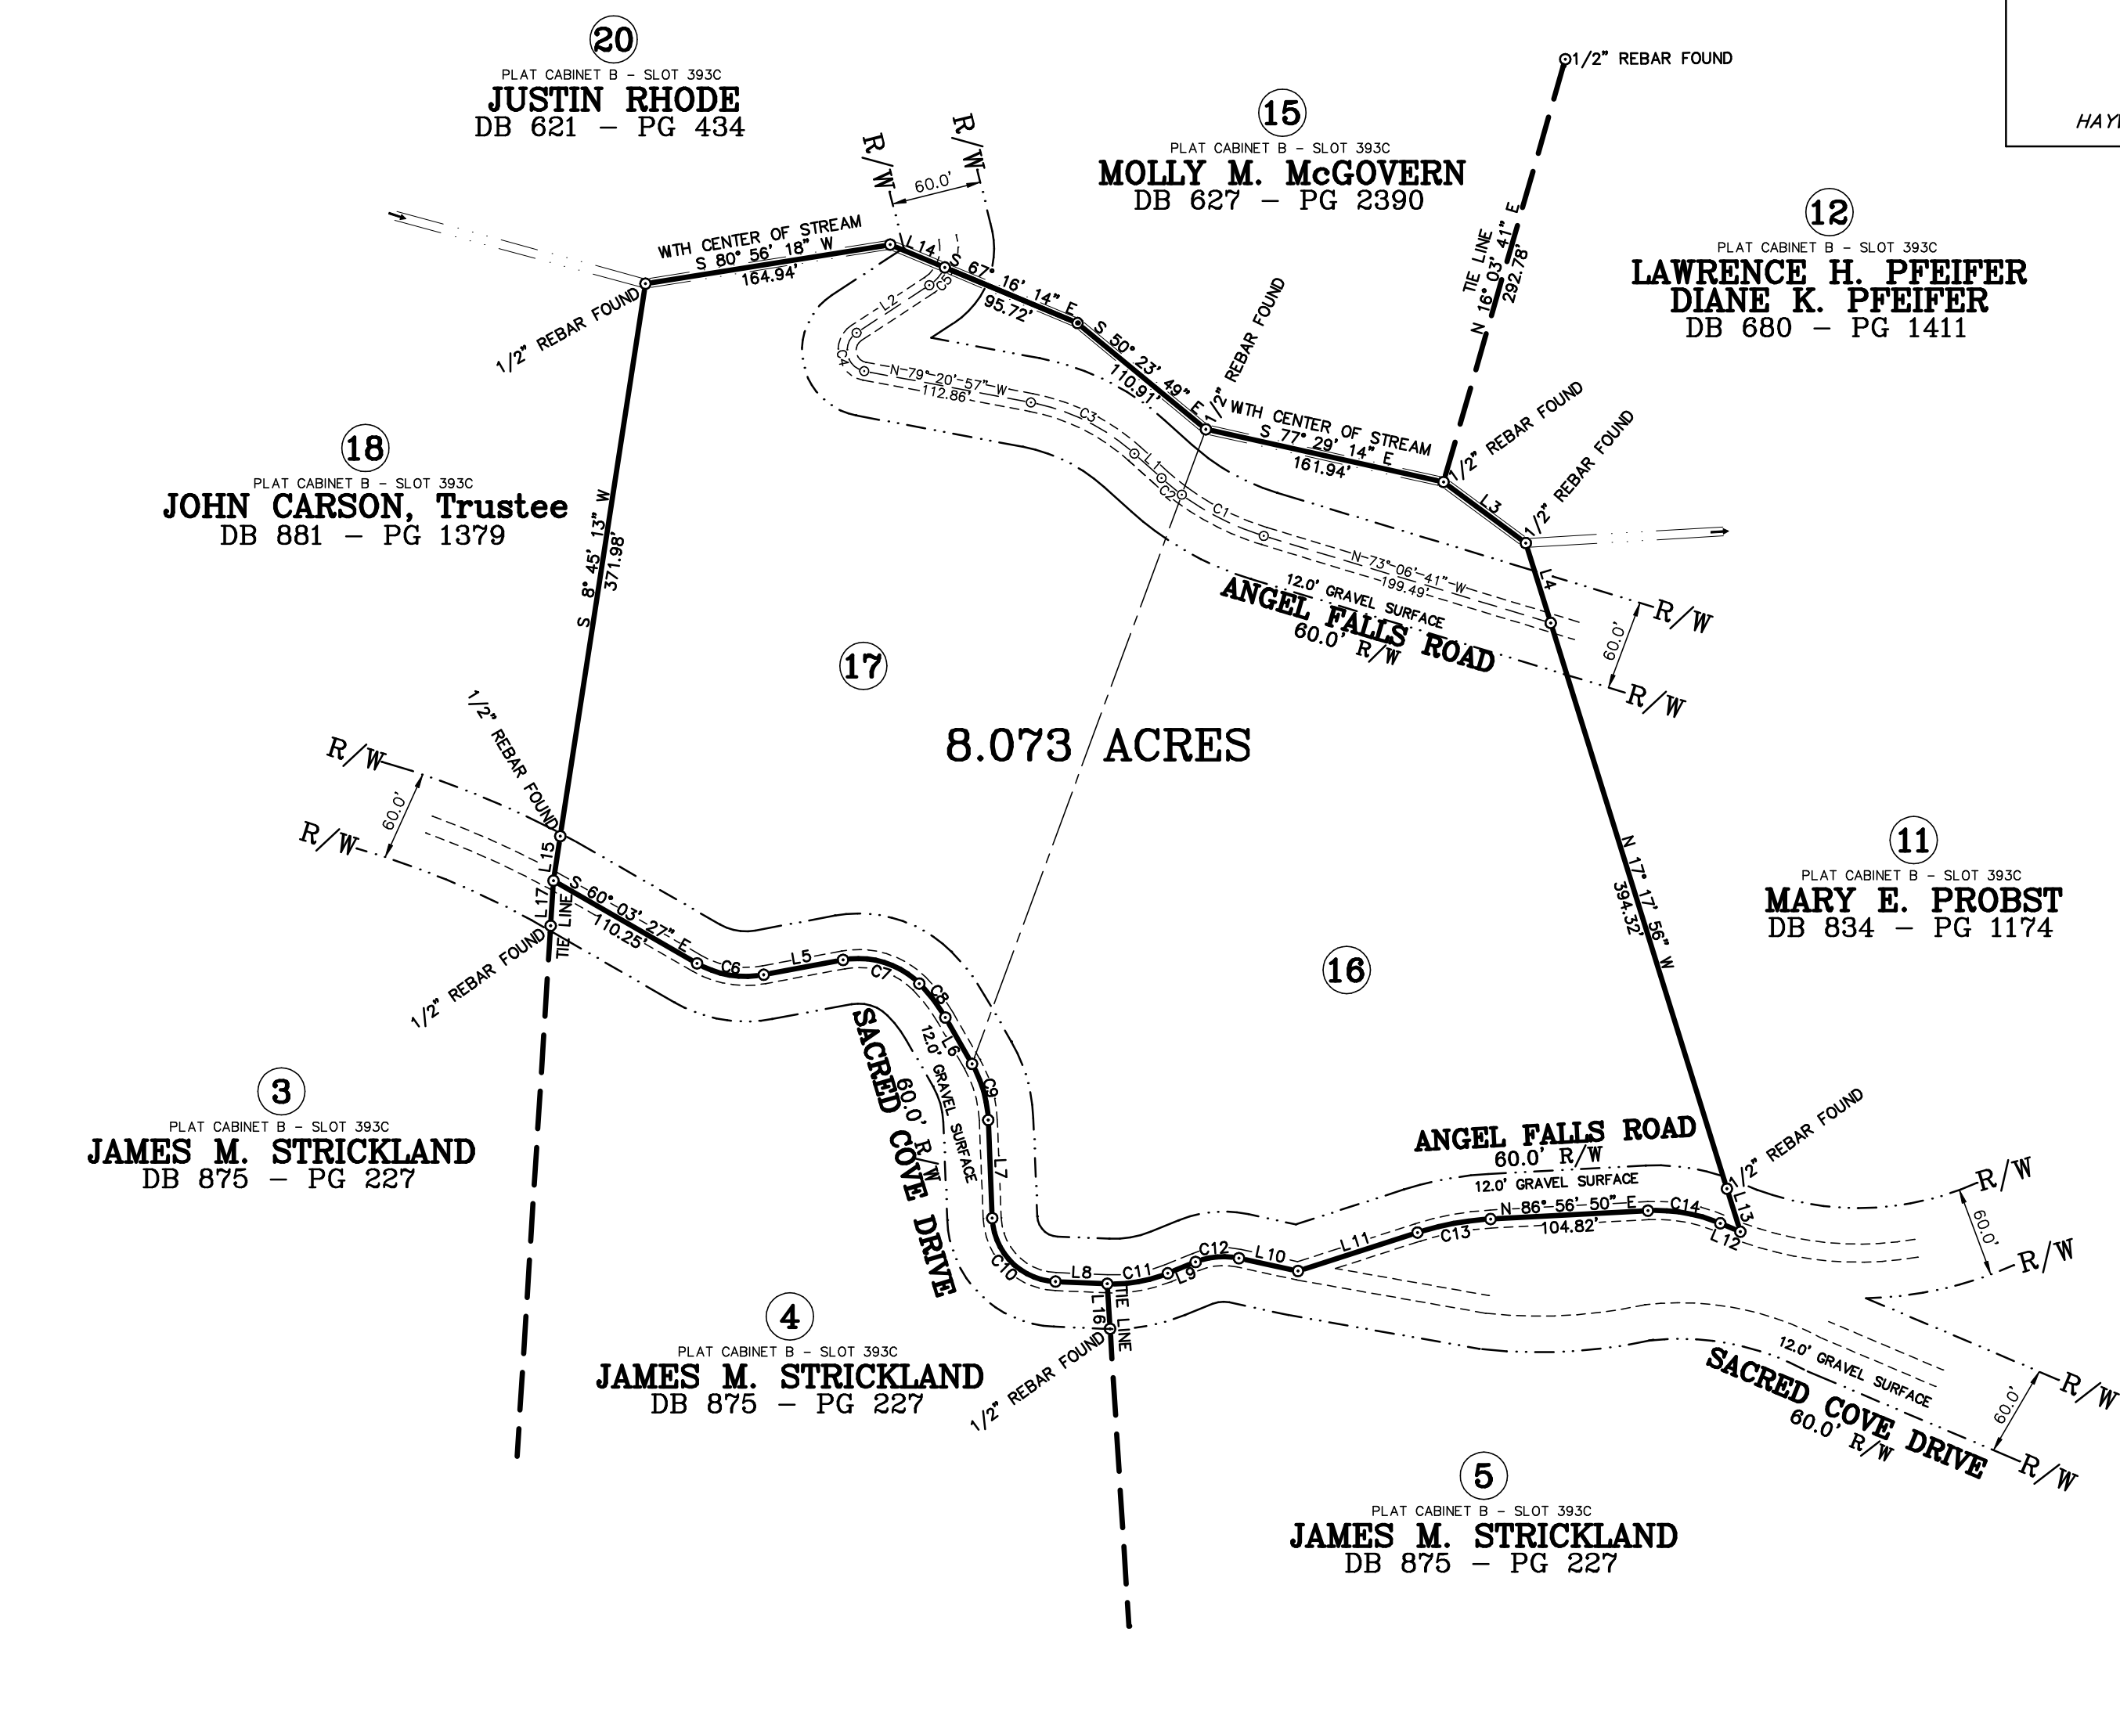 20
PLAT CABINET B - SLOT 393C
JUSTIN RHODE
DB 621 - PG 434
R/W
R/W
60.0'
15
PLAT CABINET B - SLOT 393C
MOLLY M. McGOVERN
DB 627 - PG 2390
1/2" REBAR FOUND
HAY
12
PLAT CABINET B - SLOT 393C
LAWRENCE H. PFEIFER
DIANE K. PFEIFER
DB 680 - PG 1411
TIE LINE
N 16° 03' 41" E
292.78'
WITH CENTER OF STREAM
S 80° 56' 18" W
164.94'
L14
S 67° 16' 14" E
95.72'
C5
L2
C4
N 79° 20'-57" W
112.86'
C3
L1
C2
C1
S 50° 23' 49" E
110.91'
1/2" REBAR FOUND
1/2" REBAR FOUND
WITH CENTER OF STREAM
S 77° 29' 14" E
161.94'
1/2" REBAR FOUND
1/2" REBAR FOUND
L3
L4
N 73° 06'-41" W
199.49'
12.0' GRAVEL SURFACE
ANGEL FALLS ROAD
60.0' R/W
R/W
60.0'
R/W
18
PLAT CABINET B - SLOT 393C
JOHN CARSON, Trustee
DB 881 - PG 1379
S 8° 45' 13" W
371.98'
17
8.073 ACRES
1/2" REBAR FOUND
R/W
60.0'
R/W
L15
L17
TIE LINE
1/2" REBAR FOUND
S 60° 03'-27" E
110.25'
C6
L5
C7
C8
L6
C9
L7
C10
L8
C11
L9
C12
L10
L11
C13
N 86° 56'-50" E
104.82'
C14
L12
L13
12.0' GRAVEL SURFACE
60.0' R/W
SACRED COVE DRIVE
16
N 17° 17' 56" W
394.32'
11
PLAT CABINET B - SLOT 393C
MARY E. PROBST
DB 834 - PG 1174
3
PLAT CABINET B - SLOT 393C
JAMES M. STRICKLAND
DB 875 - PG 227
ANGEL FALLS ROAD
60.0' R/W
12.0' GRAVEL SURFACE
1/2" REBAR FOUND
R/W
60.0'
R/W
L16
TIE LINE
1/2" REBAR FOUND
4
PLAT CABINET B - SLOT 393C
JAMES M. STRICKLAND
DB 875 - PG 227
12.0' GRAVEL SURFACE
SACRED COVE DRIVE
60.0' R/W
R/W
60.0'
R/W
5
PLAT CABINET B - SLOT 393C
JAMES M. STRICKLAND
DB 875 - PG 227